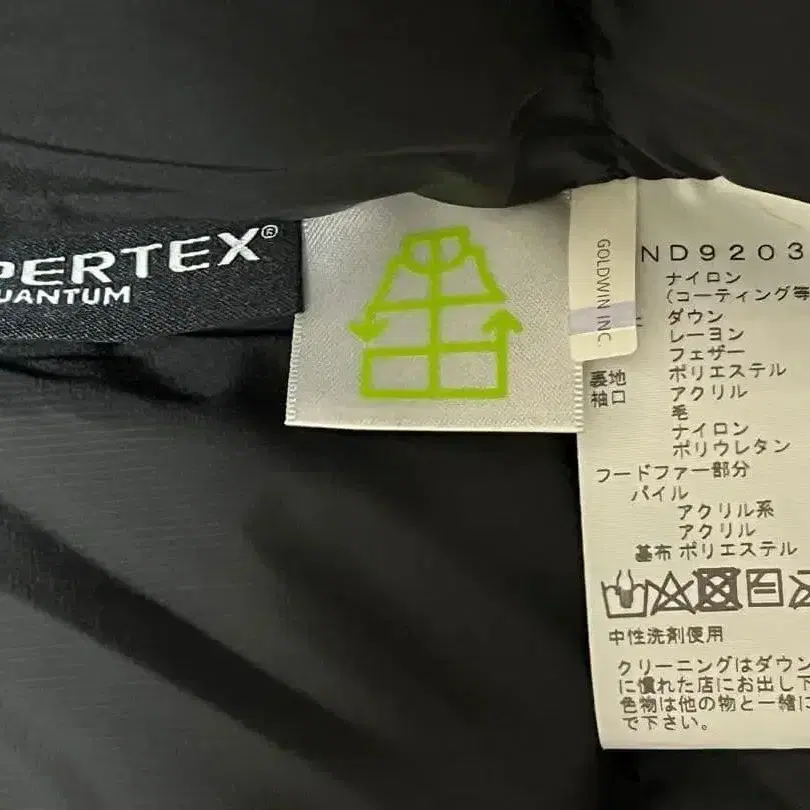 PERTEX®
QUANTUM
GOLDWIN INC.
ND9203
ナイロン
(コーティング等
ダウン
レーヨン
フェザー
裏地 ポリエステル
袖口 アクリル
毛
ナイロン
ポリウレタン
フードファー部分
パイル
アクリル系
アクリル
基布 ポリエステル
中性洗剤使用
クリーニングはダウン
に慣れた店にお出し下
色物は他の物と一緒に
で下さい。